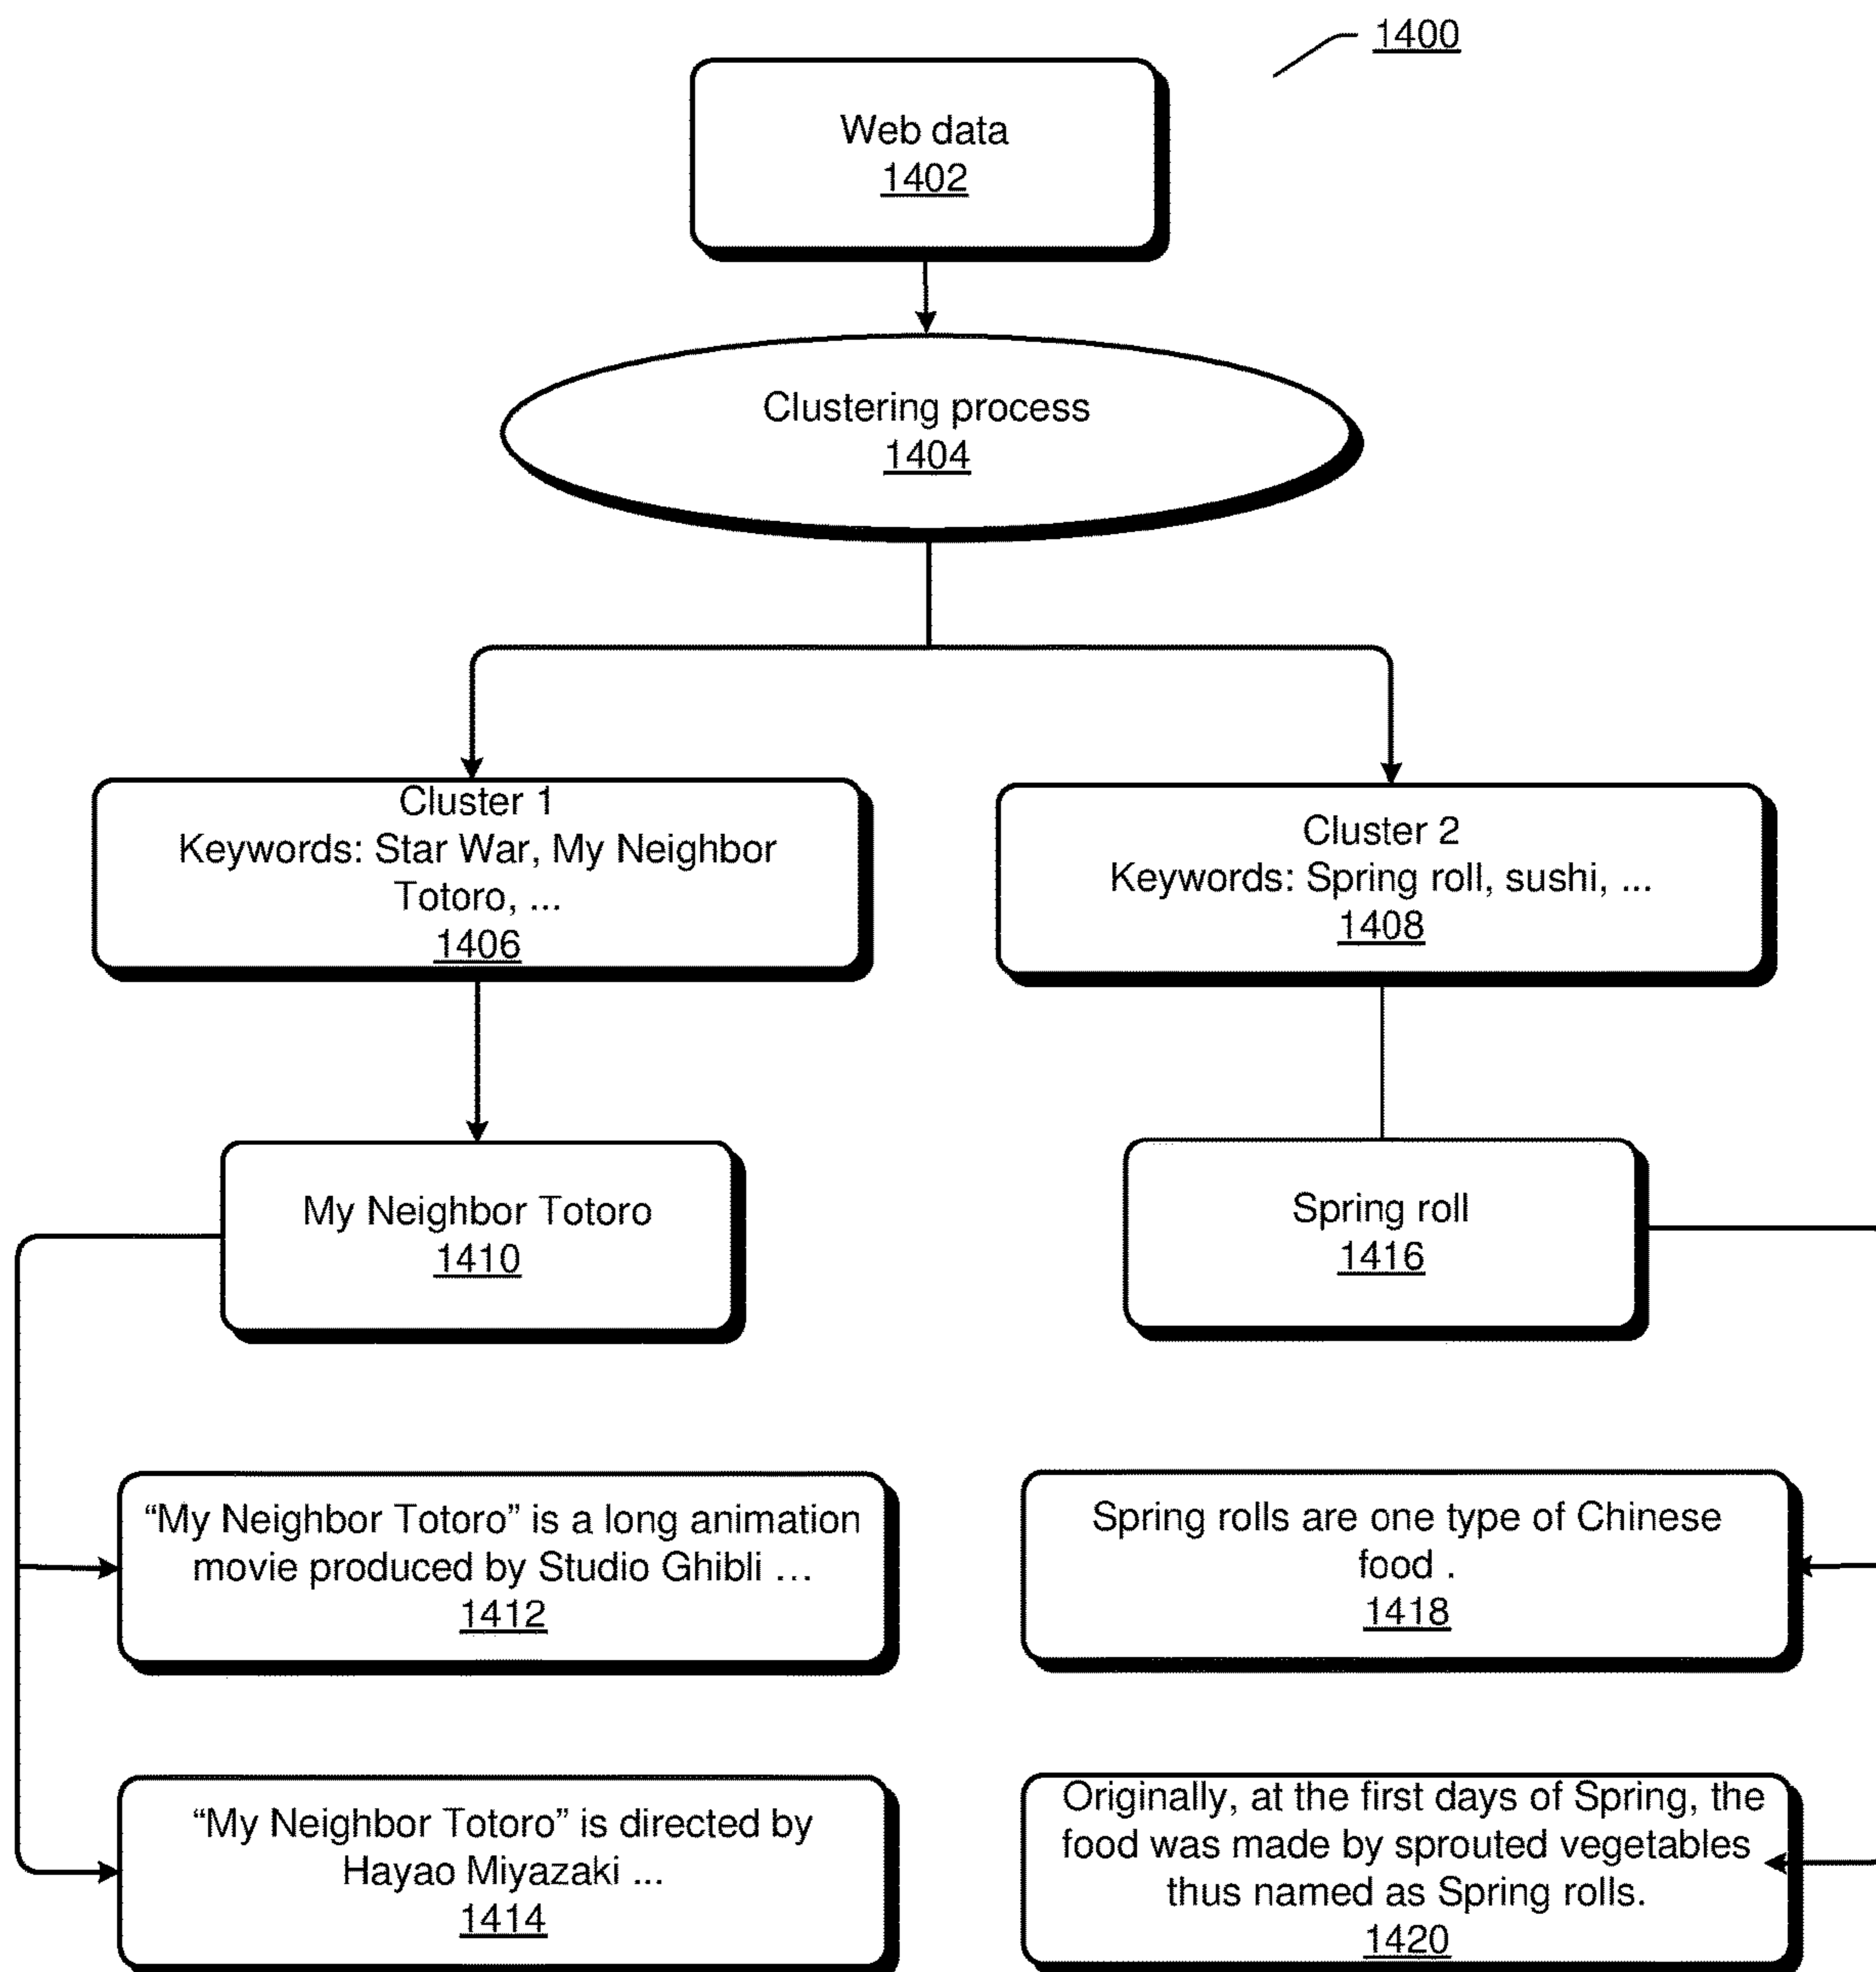 1400
Web data
1402
Clustering process
1404
Cluster 1
Keywords: Star War, My Neighbor
Totoro, ...
1406
Cluster 2
Keywords: Spring roll, sushi, ...
1408
My Neighbor Totoro
1410
Spring roll
1416
“My Neighbor Totoro” is a long animation
movie produced by Studio Ghibli ...
1412
Spring rolls are one type of Chinese
food .
1418
“My Neighbor Totoro” is directed by
Hayao Miyazaki ...
1414
Originally, at the first days of Spring, the
food was made by sprouted vegetables
thus named as Spring rolls.
1420